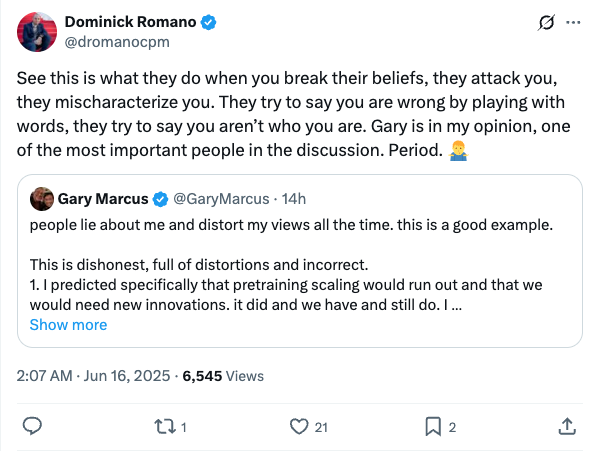 Dominick Romano
@dromanocpm
See this is what they do when you break their beliefs, they attack you,
they mischaracterize you. They try to say you are wrong by playing with
words, they try to say you aren’t who you are. Gary is in my opinion, one
of the most important people in the discussion. Period. 🤷‍♂️
Gary Marcus @GaryMarcus · 14h
people lie about me and distort my views all the time. this is a good example.
This is dishonest, full of distortions and incorrect.
1. I predicted specifically that pretraining scaling would run out and that we
would need new innovations. it did and we have and still do. I ...
Show more
2:07 AM · Jun 16, 2025 · 6,545 Views
1
21
2